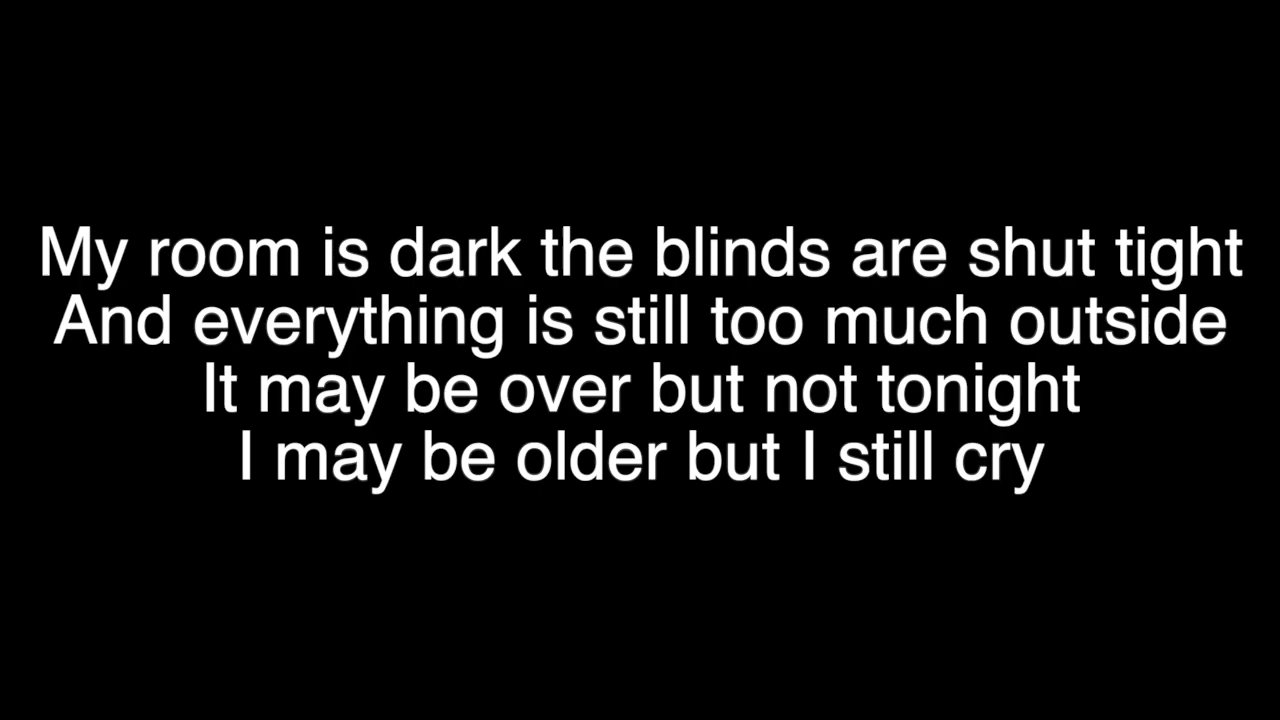 My room is dark the blinds are shut tight
And everything is still too much outside
It may be over but not tonight
I may be older but I still cry